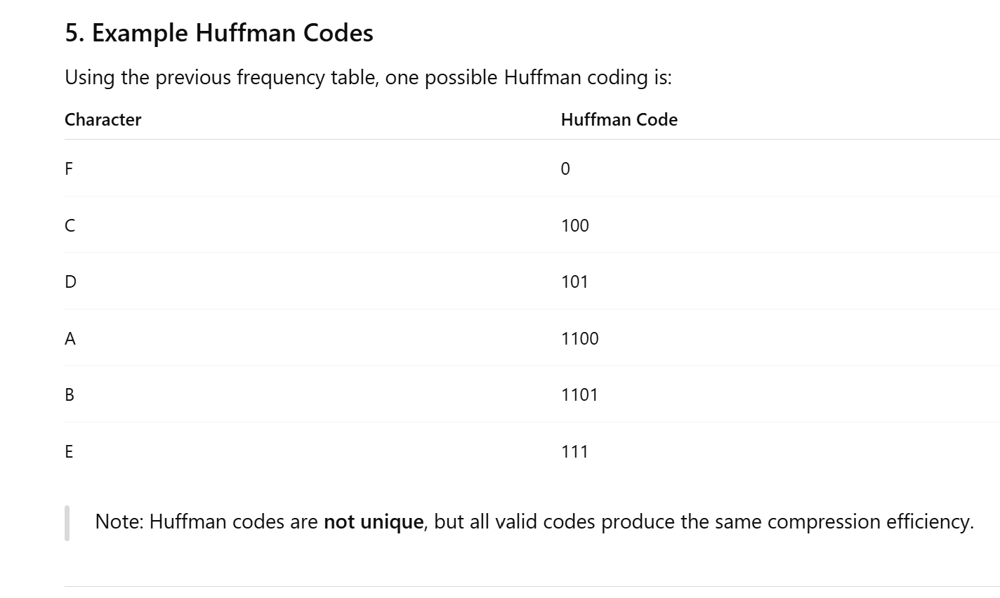 5. Example Huffman Codes
Using the previous frequency table, one possible Huffman coding is:
Character Huffman Code
F 0
C 100
D 101
A 1100
B 1101
E 111
Note: Huffman codes are not unique, but all valid codes produce the same compression efficiency.